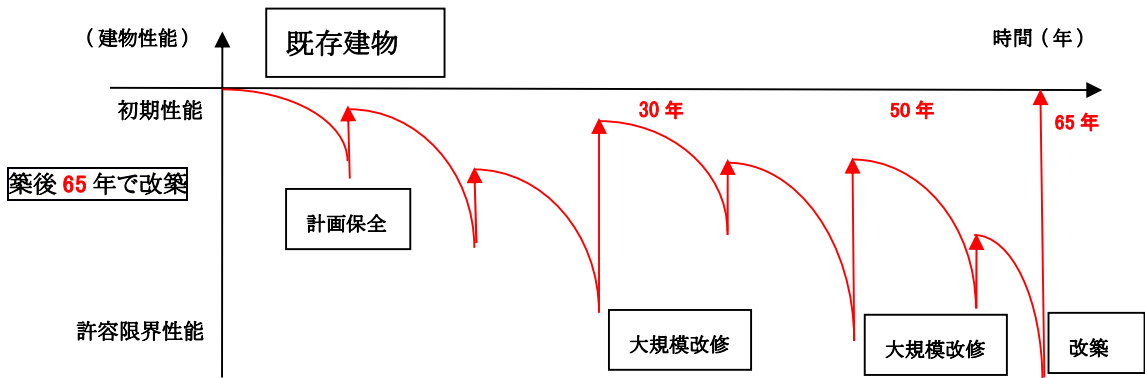 （建物性能）
既存建物
時間（年）
初期性能
30年
50年
65年
築後65年で改築
計画保全
許容限界性能
大規模改修
大規模改修
改築